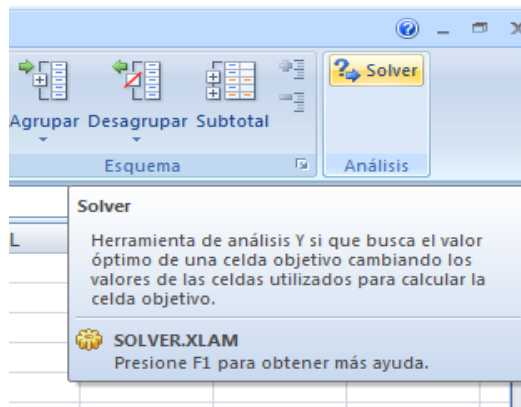 Solver
Agrupar Desagrupar Subtotal
Esquema
Análisis
Solver
L
Herramienta de análisis Y si que busca el valor
óptimo de una celda objetivo cambiando los
valores de las celdas utilizados para calcular la
celda objetivo.
SOLVER.XLAM
Presione F1 para obtener más ayuda.